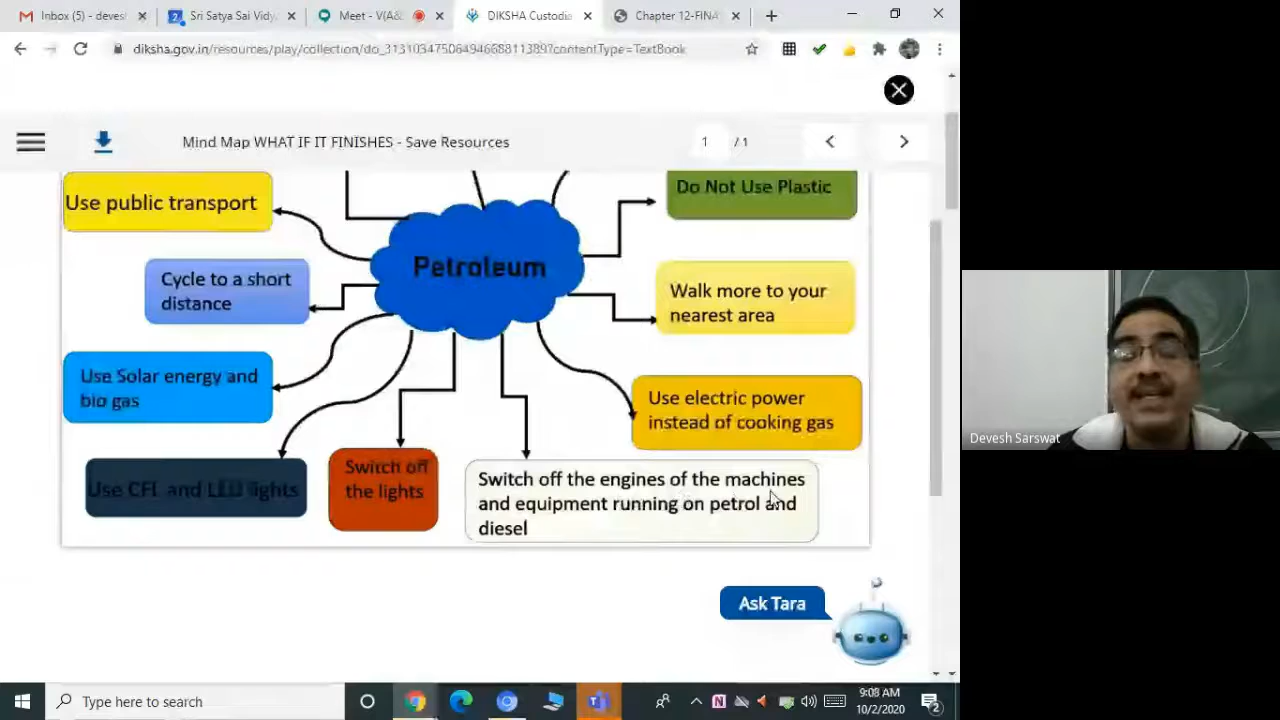 Inbox (5) - deves
Sri Satya Sai Vidy
Meet - V(A&
DIKSHA Custodia
Chapter 12-FINA
diksha.gov.in/resources/play/collection/do_31310347506494668811389?contentType=TextBook
Mind Map WHAT IF IT FINISHES - Save Resources
1 / 1
Use public transport
Do Not Use Plastic
Petroleum
Cycle to a short
distance
Walk more to your
nearest area
Use Solar energy and
bio gas
Use electric power
instead of cooking gas
Use CFL and LED lights
Switch off
the lights
Switch off the engines of the machines
and equipment running on petrol and
diesel
Devesh Sarswat
Ask Tara
Type here to search
9:08 AM
10/2/2020
2